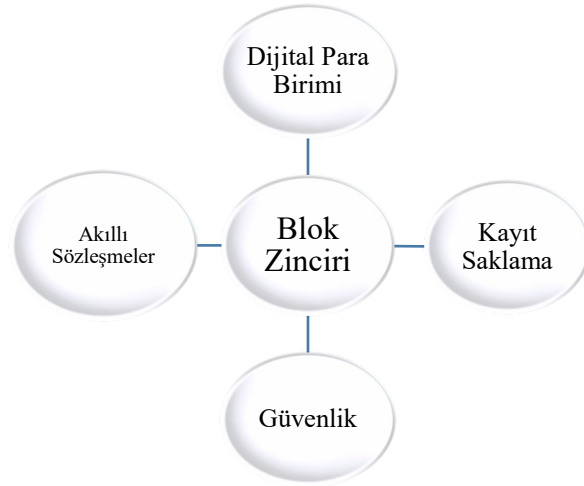 Dijital Para
Birimi
Akıllı
Sözleşmeler
Blok
Zinciri
Kayıt
Saklama
Güvenlik